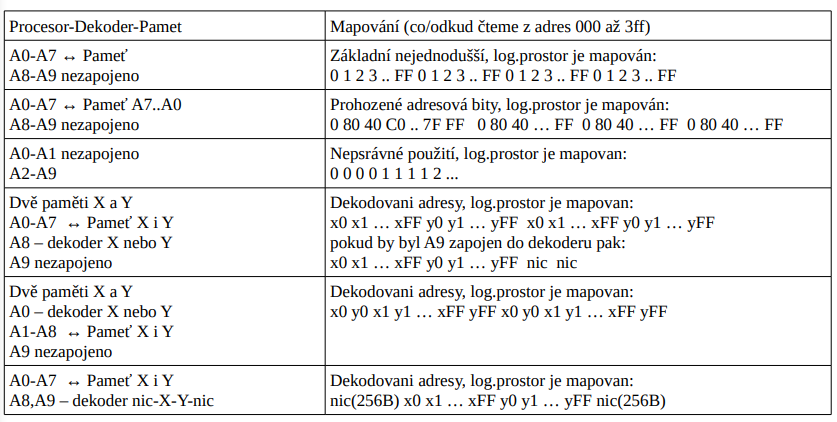 Procesor-Dekoder-Pamet
Mapování (co/odkud čteme z adres 000 až 3ff)
A0-A7 ↔ Pameť
A8-A9 nezapojeno
Základní nejednodušší, log.prostor je mapován:
0 1 2 3 .. FF 0 1 2 3 .. FF 0 1 2 3 .. FF 0 1 2 3 .. FF
A0-A7 ↔ Pameť A7..A0
A8-A9 nezapojeno
Prohozené adresová bity, log.prostor je mapován:
0 80 40 C0 .. 7F FF 0 80 40 … FF 0 80 40 … FF 0 80 40 … FF
A0-A1 nezapojeno
A2-A9
Nepsrávné použití, log.prostor je mapovan:
0 0 0 0 1 1 1 1 2 ...
Dvě paměti X a Y
A0-A7 ↔ Pameť X i Y
A8 – dekoder X nebo Y
A9 nezapojeno
Dekodovani adresy, log.prostor je mapovan:
x0 x1 … xFF y0 y1 … yFF x0 x1 … xFF y0 y1 … yFF
pokud by byl A9 zapojen do dekoderu pak:
x0 x1 … xFF y0 y1 … yFF nic nic
Dvě paměti X a Y
A0 – dekoder X nebo Y
A1-A8 ↔ Pameť X i Y
A9 nezapojeno
Dekodovani adresy, log.prostor je mapovan:
x0 y0 x1 y1 … xFF yFF x0 y0 x1 y1 … xFF yFF
A0-A7 ↔ Pameť X i Y
A8,A9 – dekoder nic-X-Y-nic
Dekodovani adresy, log.prostor je mapovan:
nic(256B) x0 x1 … xFF y0 y1 … yFF nic(256B)